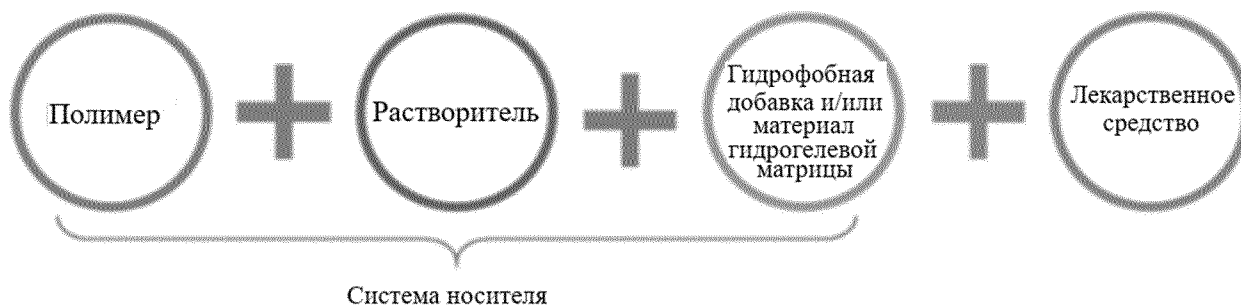 Полимер
Растворитель
Гидрофобная
добавка и/или
материал
гидрогелевой
матрицы
Лекарственное
средство
Система носителя